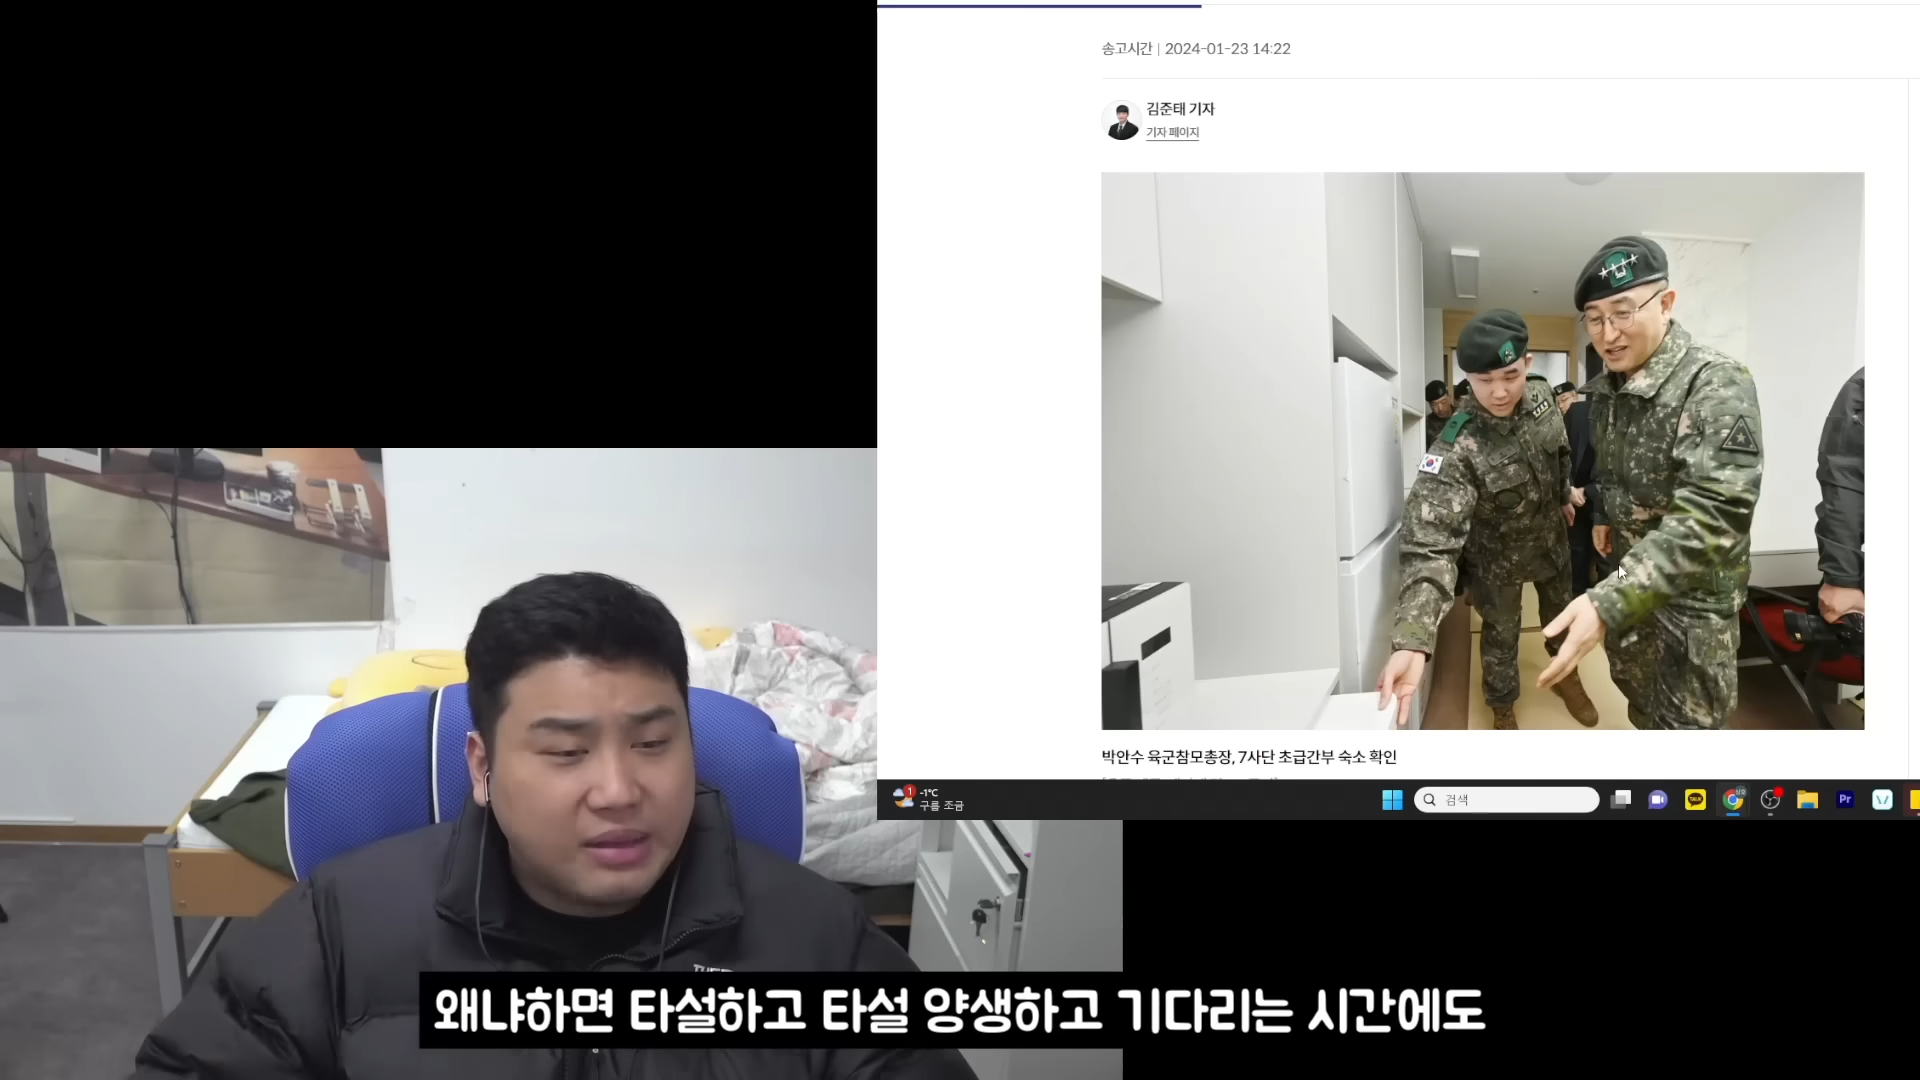 송고시간 | 2024-01-23 14:22
김준태 기자
기자 페이지
박안수 육군참모총장, 7사단 초급간부 숙소 확인
1
-1°C
구름 조금
검색
TALK
Pr
왜냐하면 타설하고 타설 양생하고 기다리는 시간에도